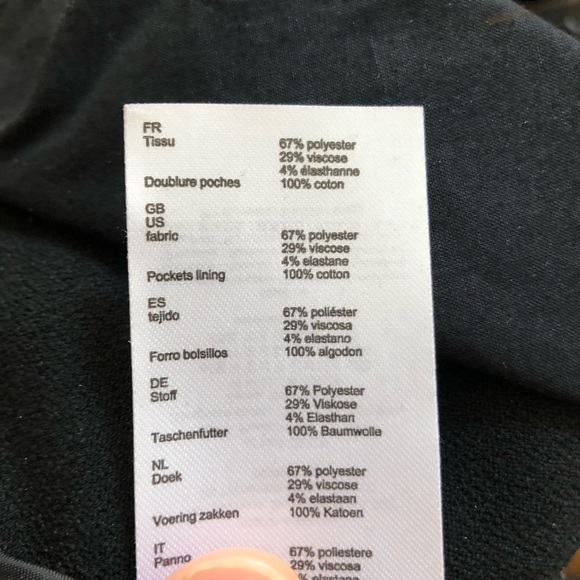 FR
Tissu 67% polyester
29% viscose
4% élasthanne
Doublure poches 100% coton
GB
US
fabric 67% polyester
29% viscose
4% elastane
Pockets lining 100% cotton
ES
tejido 67% poliéster
29% viscosa
4% elastano
Forro bolsillos 100% algodon
DE
Stoff 67% Polyester
29% Viskose
4% Elasthan
Taschenfutter 100% Baumwolle
NL
Doek 67% polyester
29% viscose
4% elastaan
Voering zakken 100% Katoen
IT
Panno 67% poliestere
29% viscosa
% elastane